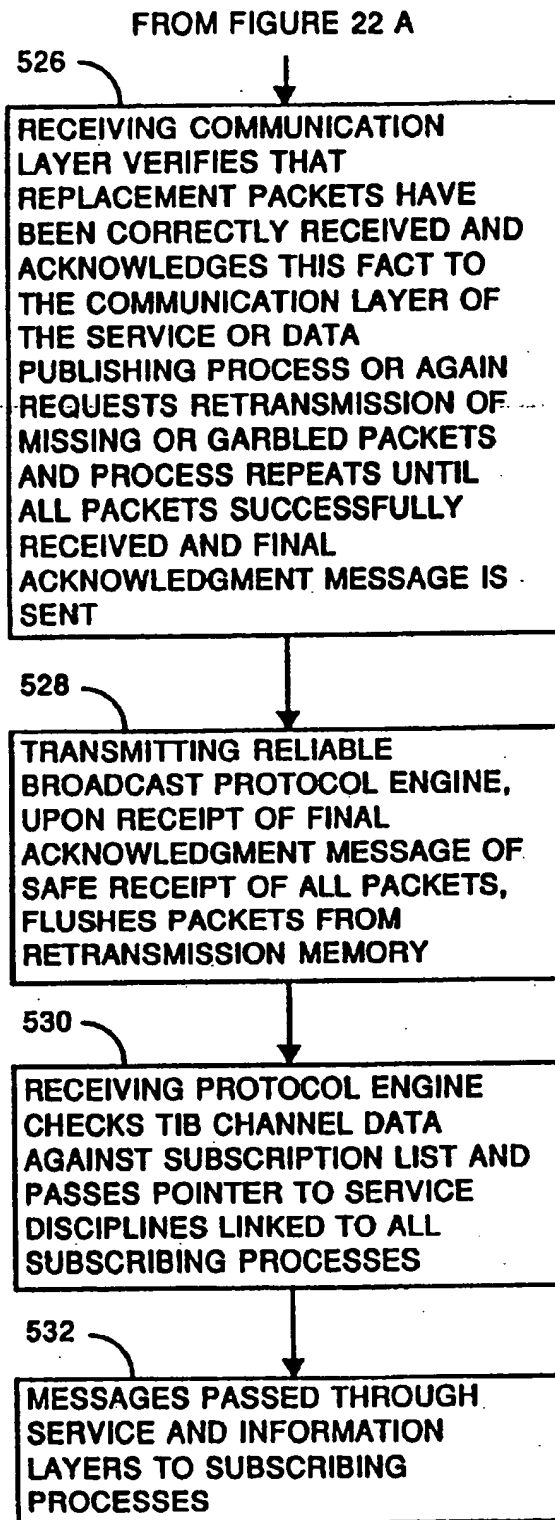 FROM FIGURE 22 A
526
RECEIVING COMMUNICATION
LAYER VERIFIES THAT
REPLACEMENT PACKETS HAVE
BEEN CORRECTLY RECEIVED AND
ACKNOWLEDGES THIS FACT TO
THE COMMUNICATION LAYER OF
THE SERVICE OR DATA
PUBLISHING PROCESS OR AGAIN
REQUESTS RETRANSMISSION OF
MISSING OR GARBLED PACKETS
AND PROCESS REPEATS UNTIL
ALL PACKETS SUCCESSFULLY
RECEIVED AND FINAL
ACKNOWLEDGMENT MESSAGE IS
SENT
528
TRANSMITTING RELIABLE
BROADCAST PROTOCOL ENGINE,
UPON RECEIPT OF FINAL
ACKNOWLEDGMENT MESSAGE OF
SAFE RECEIPT OF ALL PACKETS,
FLUSHES PACKETS FROM
RETRANSMISSION MEMORY
530
RECEIVING PROTOCOL ENGINE
CHECKS TIB CHANNEL DATA
AGAINST SUBSCRIPTION LIST AND
PASSES POINTER TO SERVICE
DISCIPLINES LINKED TO ALL
SUBSCRIBING PROCESSES
532
MESSAGES PASSED THROUGH
SERVICE AND INFORMATION
LAYERS TO SUBSCRIBING
PROCESSES